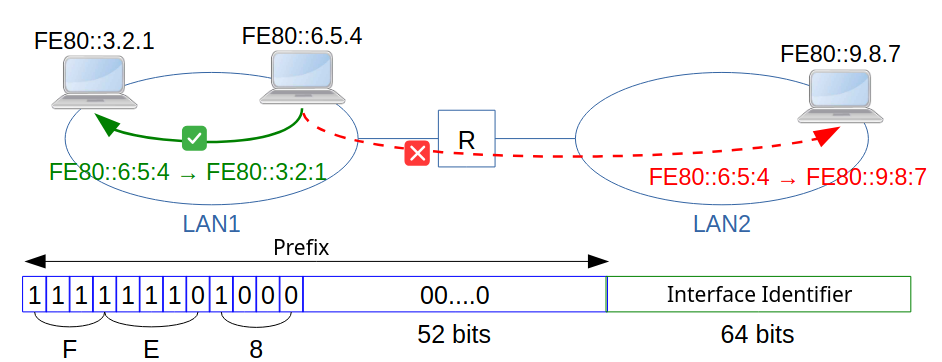 FE80::3.2.1
FE80::6.5.4
FE80::9.8.7
R
FE80::6:5:4 → FE80::3:2:1
FE80::6:5:4 → FE80::9:8:7
LAN1
LAN2
Prefix
1 1 1 1 1 1 1 0 1 0 0 0 00....0 Interface Identifier
F E 8 52 bits 64 bits